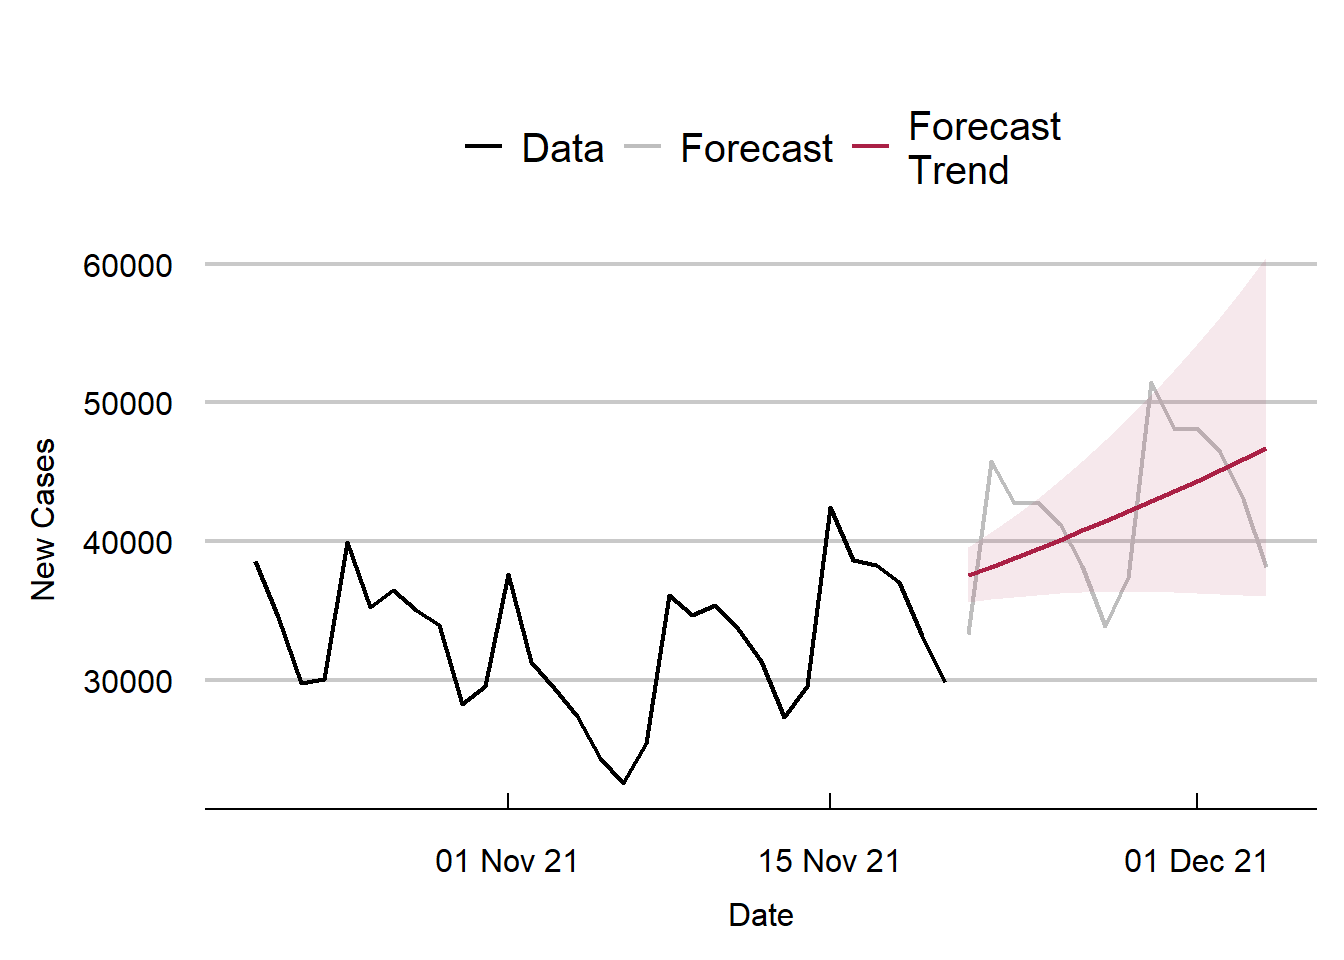 Data
Forecast
Forecast
Trend
60000
50000
40000
30000
New Cases
01 Nov 21
15 Nov 21
01 Dec 21
Date